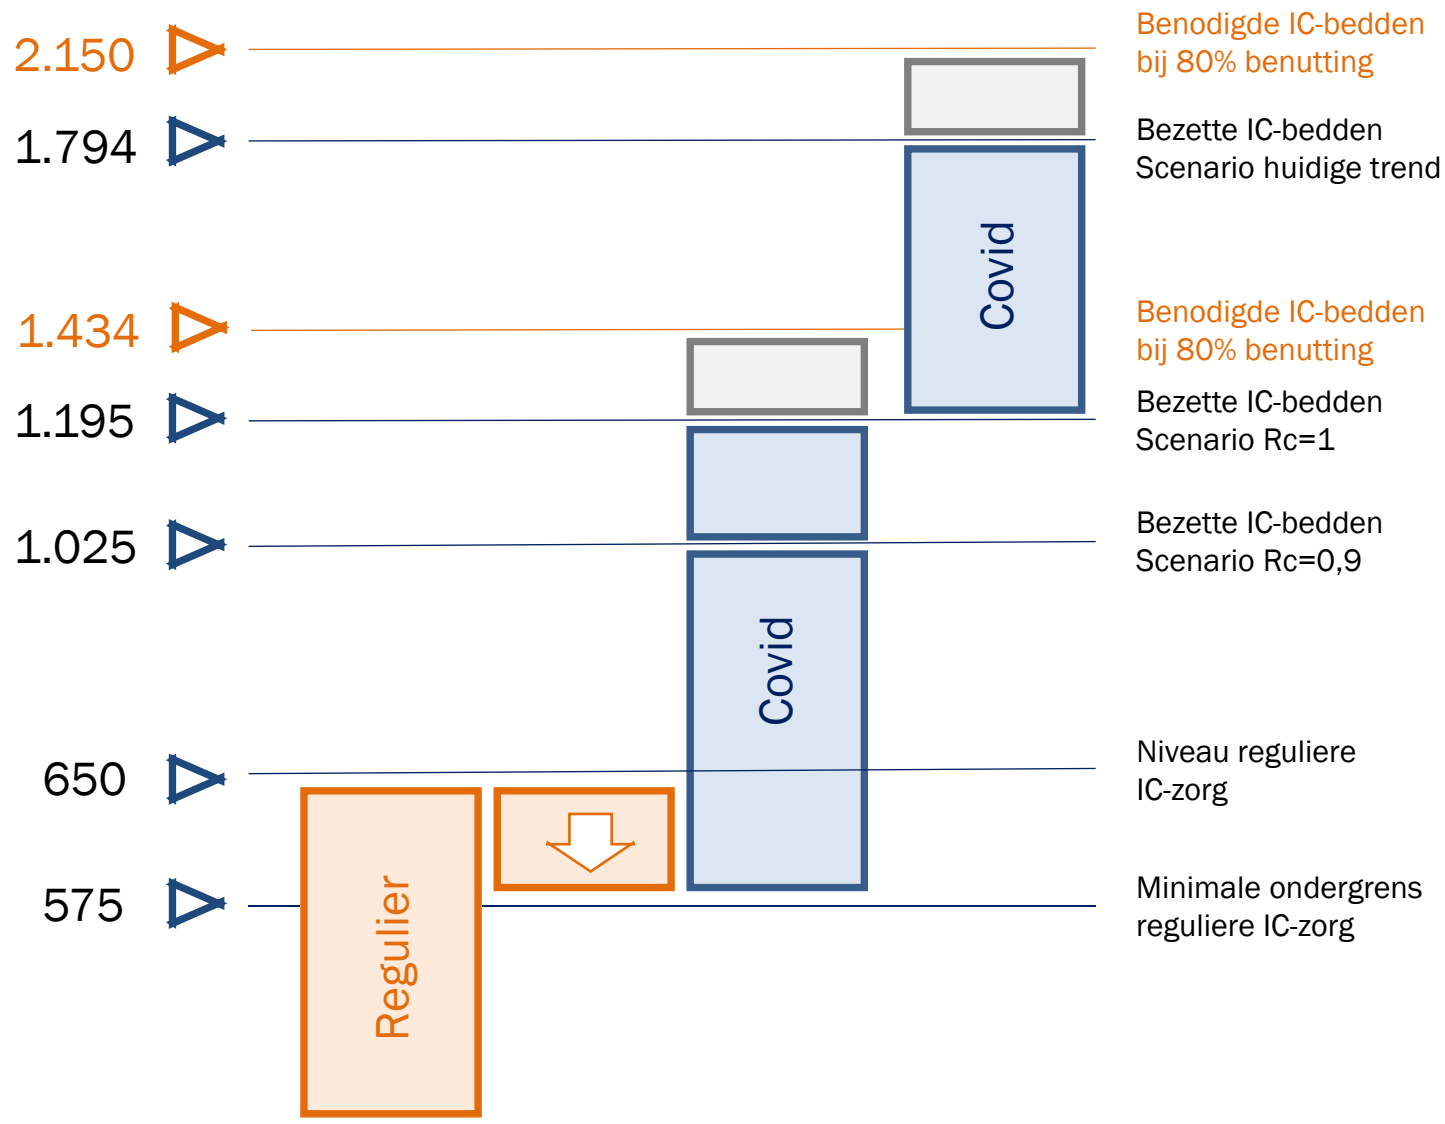 2.150
Benodigde IC-bedden
bij 80% benutting
1.794
Bezette IC-bedden
Scenario huidige trend
Covid
1.434
Benodigde IC-bedden
bij 80% benutting
1.195
Bezette IC-bedden
Scenario Rc=1
1.025
Bezette IC-bedden
Scenario Rc=0,9
Covid
650
Niveau reguliere
IC-zorg
575
Minimale ondergrens
reguliere IC-zorg
Regulier